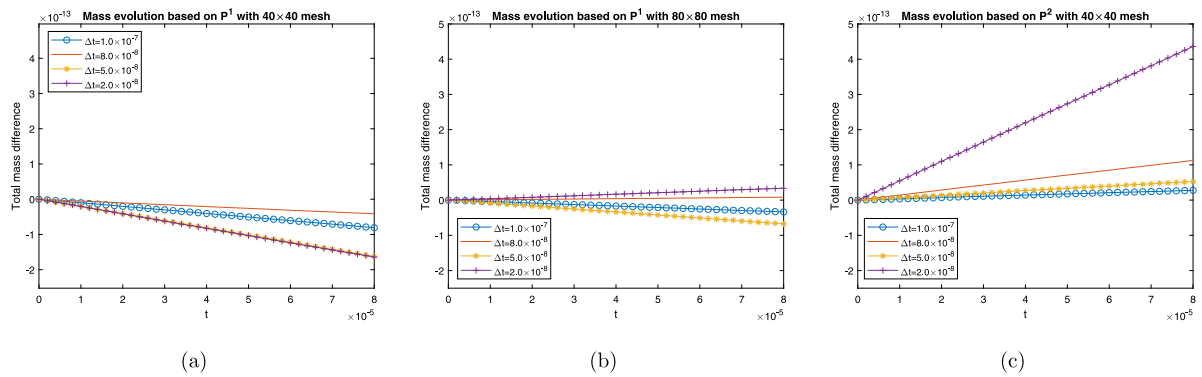 ×10⁻¹³
Mass evolution based on P¹ with 40×40 mesh
Total mass difference
4
3
2
1
0
-1
-2
Δt=1.0×10⁻⁷
Δt=8.0×10⁻⁸
Δt=5.0×10⁻⁸
Δt=2.0×10⁻⁸
0 1 2 3 4 5 6 7 8
t
×10⁻⁵
(a)
×10⁻¹³
Mass evolution based on P¹ with 80×80 mesh
Total mass difference
5
4
3
2
1
0
-1
-2
Δt=1.0×10⁻⁷
Δt=8.0×10⁻⁸
Δt=5.0×10⁻⁸
Δt=2.0×10⁻⁸
0 1 2 3 4 5 6 7 8
t
×10⁻⁵
(b)
×10⁻¹³
Mass evolution based on P² with 40×40 mesh
Total mass difference
5
4
3
2
1
0
-1
-2
Δt=1.0×10⁻⁷
Δt=8.0×10⁻⁸
Δt=5.0×10⁻⁸
Δt=2.0×10⁻⁸
0 1 2 3 4 5 6 7 8
t
×10⁻⁵
(c)